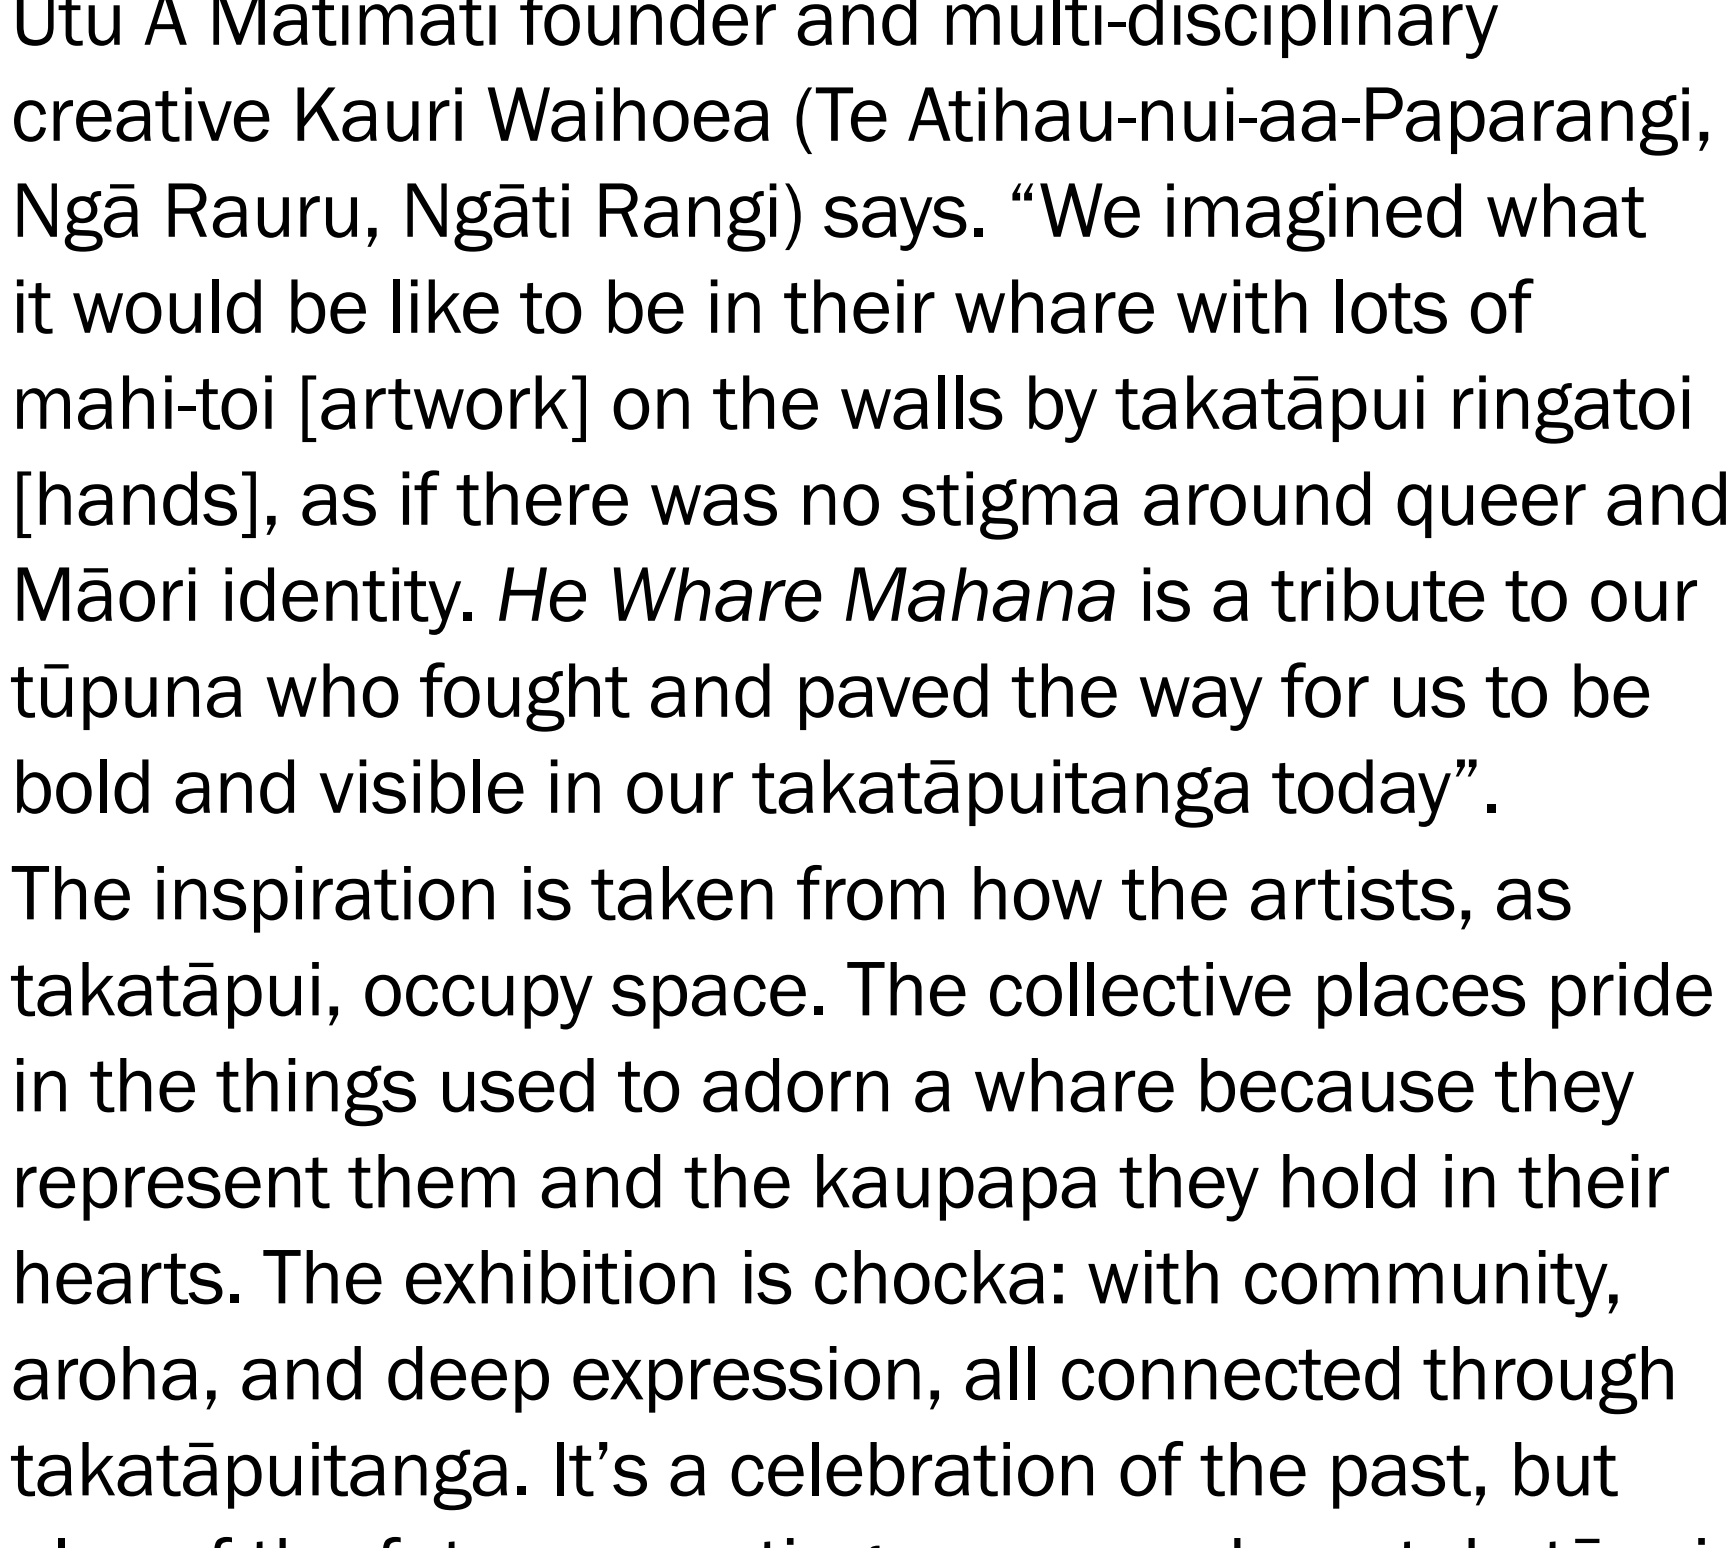 Utu A Matimati founder and multi-disciplinary
creative Kauri Waihoea (Te Atihau-nui-aa-Paparangi,
Ngā Rauru, Ngāti Rangi) says. “We imagined what
it would be like to be in their whare with lots of
mahi-toi [artwork] on the walls by takatāpui ringatoi
[hands], as if there was no stigma around queer and
Māori identity. He Whare Mahana is a tribute to our
tūpuna who fought and paved the way for us to be
bold and visible in our takatāpuitanga today”.
The inspiration is taken from how the artists, as
takatāpui, occupy space. The collective places pride
in the things used to adorn a whare because they
represent them and the kaupapa they hold in their
hearts. The exhibition is chocka: with community,
aroha, and deep expression, all connected through
takatāpuitanga. It’s a celebration of the past, but